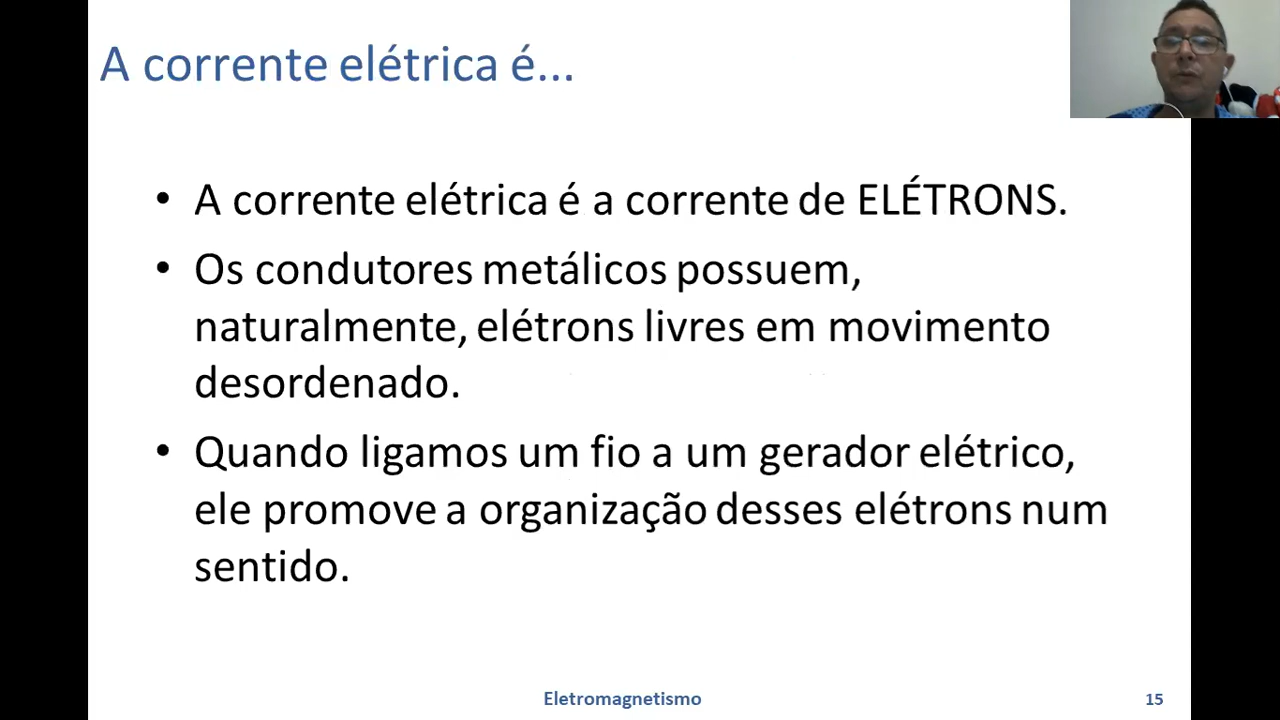 A corrente elétrica é...
• A corrente elétrica é a corrente de ELÉTRONS.
• Os condutores metálicos possuem,
naturalmente, elétrons livres em movimento
desordenado.
• Quando ligamos um fio a um gerador elétrico,
ele promove a organização desses elétrons num
sentido.
Eletromagnetismo
15